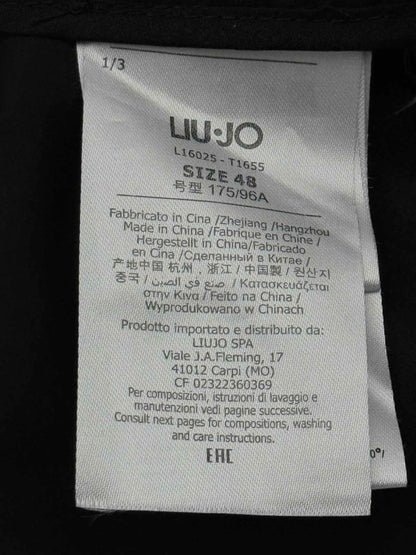 1/3
LIU·JO
L16025 - T1655
SIZE 48
号型 175/96A
Fabbricato in Cina /Zhejiang /Hangzhou
Made in China /Fabrique en Chine /
Hergestellt in China/Fabricado
en China /Сделанный в Китае /
产地中国 杭州，浙江 / 中国製 / 원산지
중국 / صنع في الصين / Κατασκευάζεται
στην Κινα / Feito na China /
Wyprodukowano w Chinach
Prodotto importato e distribuito da:
LIUJO SPA
Viale J.A.Fleming, 17
41012 Carpi (MO)
CF 02322360369
Per composizioni, istruzioni di lavaggio e
manutenzioni vedi pagine successive.
Consult next pages for compositions, washing
and care instructions.
EAC
0°/